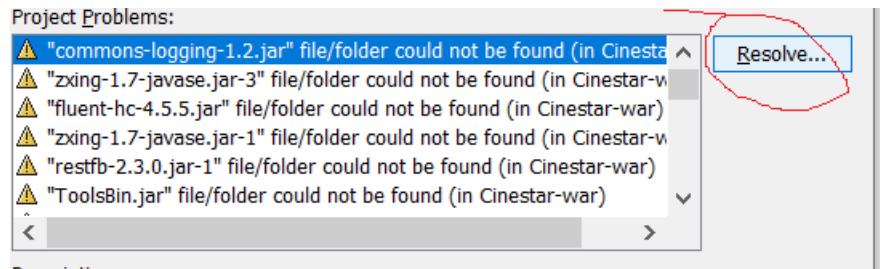 Project Problems:
"commons-logging-1.2.jar" file/folder could not be found (in Cinesta
Resolve...
"zxing-1.7-javase.jar-3" file/folder could not be found (in Cinestar-w
"fluent-hc-4.5.5.jar" file/folder could not be found (in Cinestar-war)
"zxing-1.7-javase.jar-1" file/folder could not be found (in Cinestar-w
"restfb-2.3.0.jar-1" file/folder could not be found (in Cinestar-war)
"ToolsBin.jar" file/folder could not be found (in Cinestar-war)